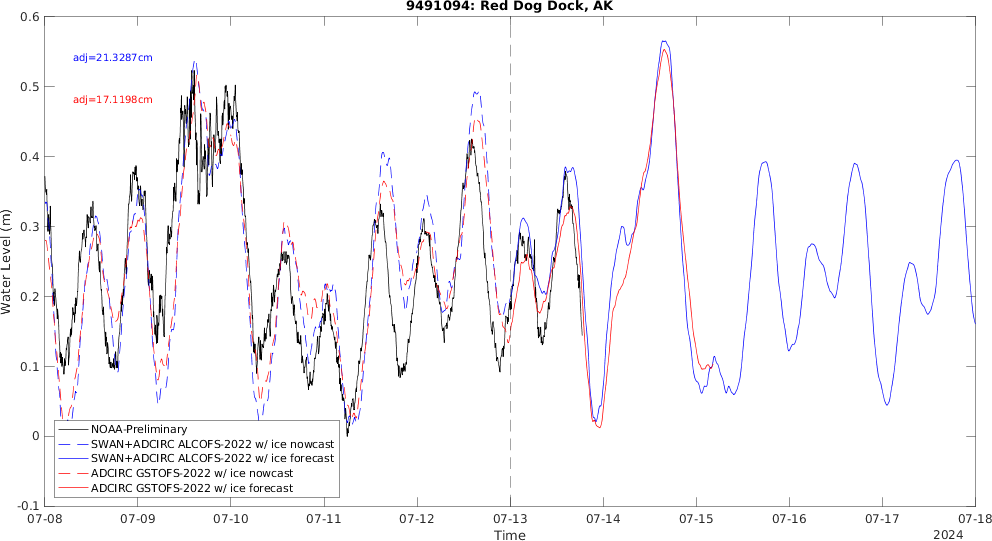 9491094: Red Dog Dock, AK
adj=21.3287cm
adj=17.1198cm
Water Level (m)
0.6
0.5
0.4
0.3
0.2
0.1
0
-0.1
NOAA-Preliminary
SWAN+ADCIRC ALCOFS-2022 w/ ice nowcast
SWAN+ADCIRC ALCOFS-2022 w/ ice forecast
ADCIRC GSTOFS-2022 w/ ice nowcast
ADCIRC GSTOFS-2022 w/ ice forecast
07-08 07-09 07-10 07-11 07-12 07-13 07-14 07-15 07-16 07-17 07-18
Time
2024